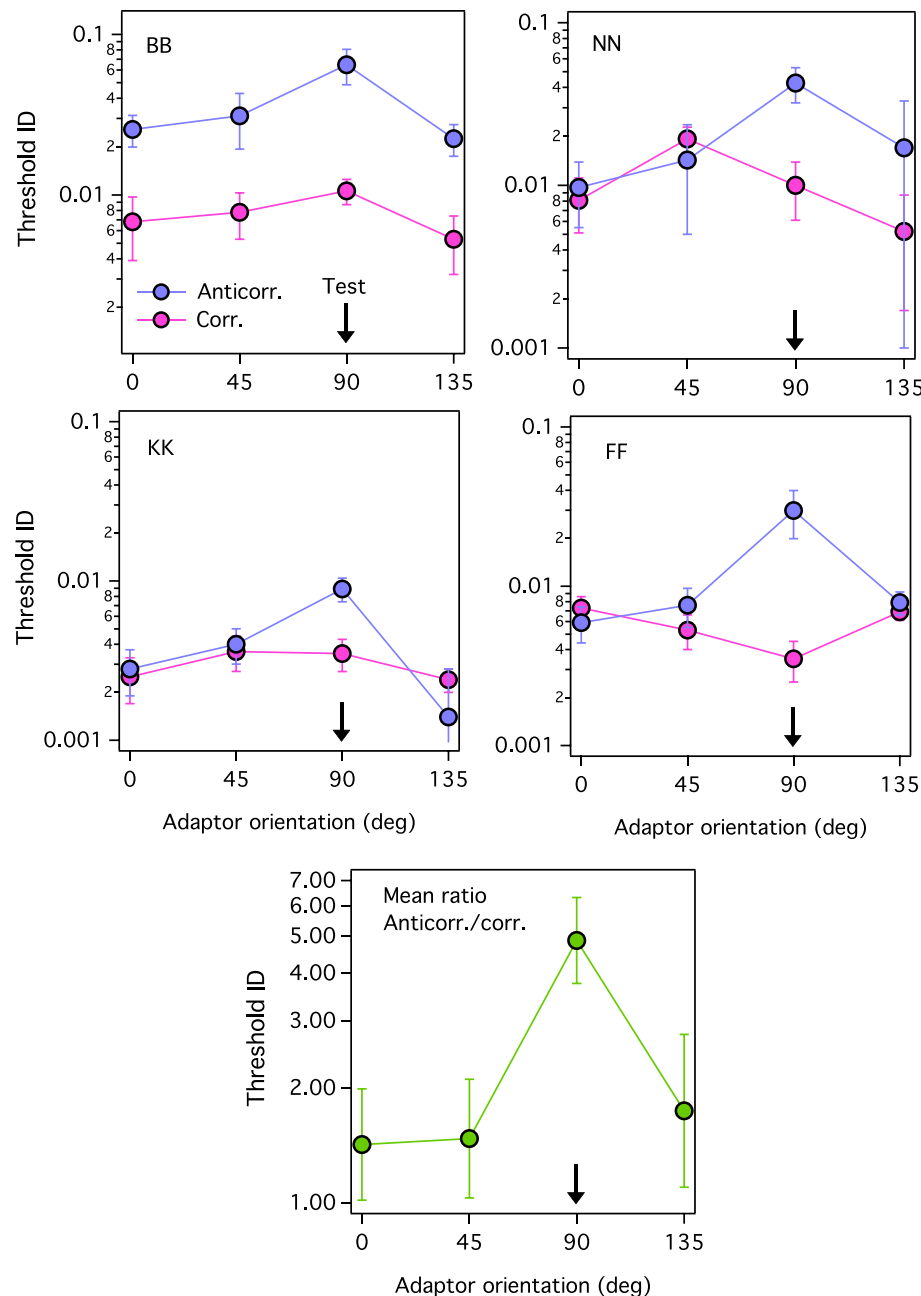 BB
0.1
8
6
4
2
0.01
8
6
4
2
Threshold ID
Anticorr.
Corr.
Test
0 45 90 135
NN
0.1
8
6
4
2
0.01
8
6
4
2
0.001
0 45 90 135
KK
0.1
8
6
4
2
0.01
8
6
4
2
0.001
Threshold ID
0 45 90 135
Adaptor orientation (deg)
FF
0.1
8
6
4
2
0.01
8
6
4
2
0.001
0 45 90 135
Adaptor orientation (deg)
Mean ratio
Anticorr./corr.
7.00
6.00
5.00
4.00
3.00
2.00
1.00
Threshold ID
0 45 90 135
Adaptor orientation (deg)